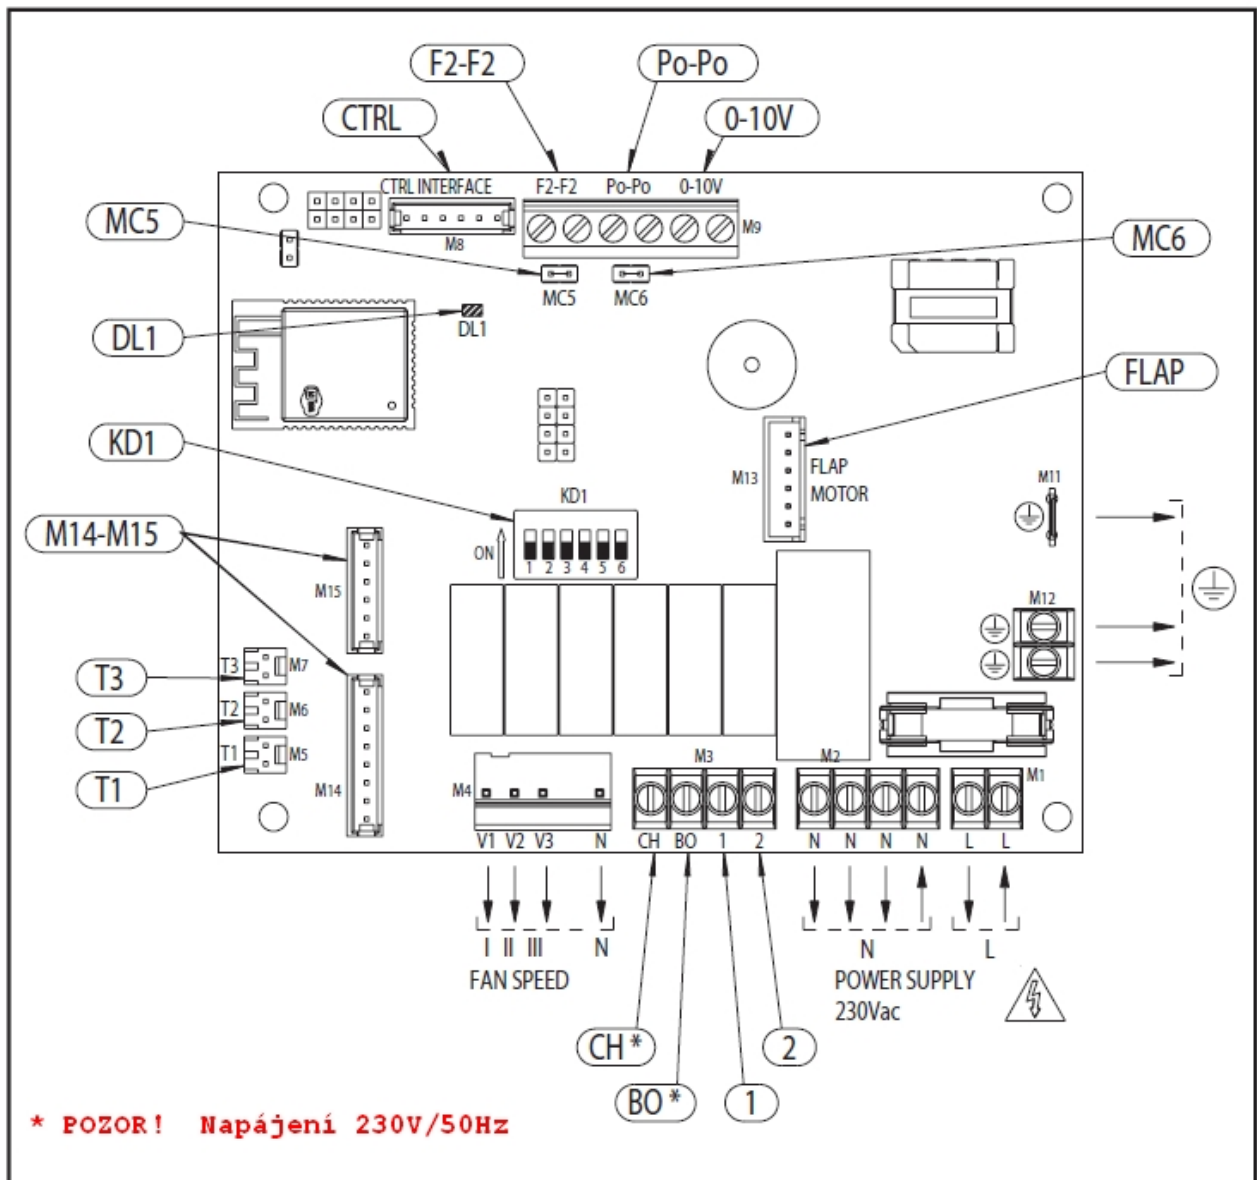 F2-F2 Po-Po
CTRL 0-10V
CTRL INTERFACE F2-F2 Po-Po 0-10V
MC5 M8 M9 MC6
MC5 MC6
DL1 DL1
FLAP
KD1 KD1 M13 FLAP MOTOR M11
M14-M15 ON 1 2 3 4 5 6
M15 M12
T3 T3 M7
T2 T2 M6
T1 T1 M5
M14 M4 M3 M2 M1
V1 V2 V3 N CH BO 1 2 N N N N L L
I II III N N L
FAN SPEED POWER SUPPLY
230Vac
CH * 2
BO * 1
* POZOR! Napájení 230V/50Hz